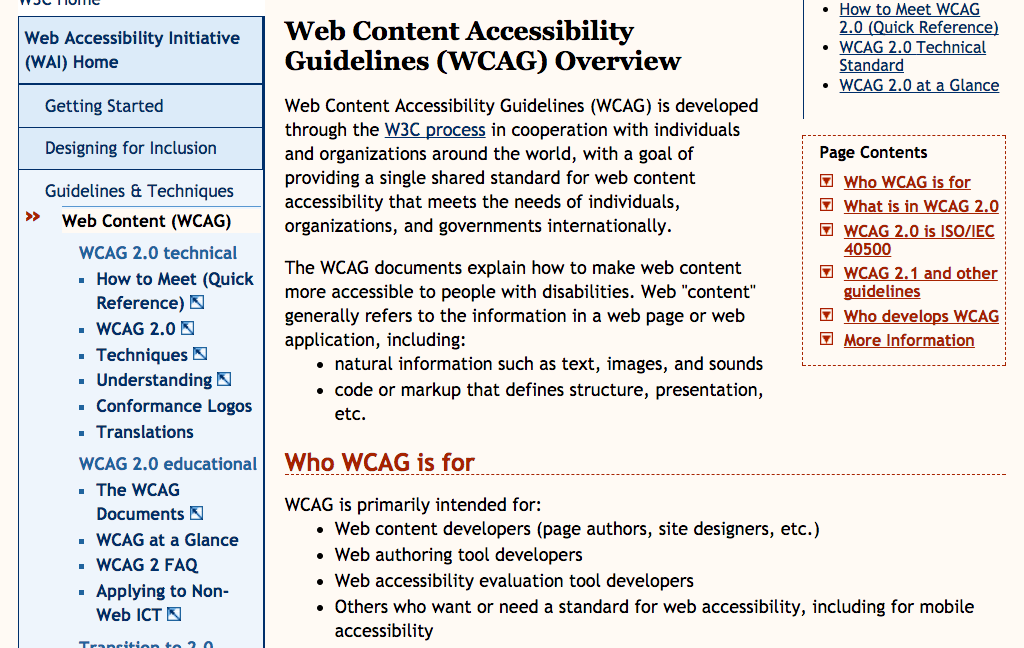 W3C Home
Web Accessibility Initiative
(WAI) Home
Getting Started
Designing for Inclusion
Guidelines & Techniques
Web Content (WCAG)
WCAG 2.0 technical
How to Meet (Quick
Reference)
WCAG 2.0
Techniques
Understanding
Conformance Logos
Translations
WCAG 2.0 educational
The WCAG
Documents
WCAG at a Glance
WCAG 2 FAQ
Applying to Non-
Web ICT
Transition to 2.0
Web Content Accessibility
Guidelines (WCAG) Overview
Web Content Accessibility Guidelines (WCAG) is developed
through the W3C process in cooperation with individuals
and organizations around the world, with a goal of
providing a single shared standard for web content
accessibility that meets the needs of individuals,
organizations, and governments internationally.
The WCAG documents explain how to make web content
more accessible to people with disabilities. Web "content"
generally refers to the information in a web page or web
application, including:
natural information such as text, images, and sounds
code or markup that defines structure, presentation,
etc.
Who WCAG is for
WCAG is primarily intended for:
Web content developers (page authors, site designers, etc.)
Web authoring tool developers
Web accessibility evaluation tool developers
Others who want or need a standard for web accessibility, including for mobile
accessibility
How to Meet WCAG
2.0 (Quick Reference)
WCAG 2.0 Technical
Standard
WCAG 2.0 at a Glance
Page Contents
Who WCAG is for
What is in WCAG 2.0
WCAG 2.0 is ISO/IEC
40500
WCAG 2.1 and other
guidelines
Who develops WCAG
More Information